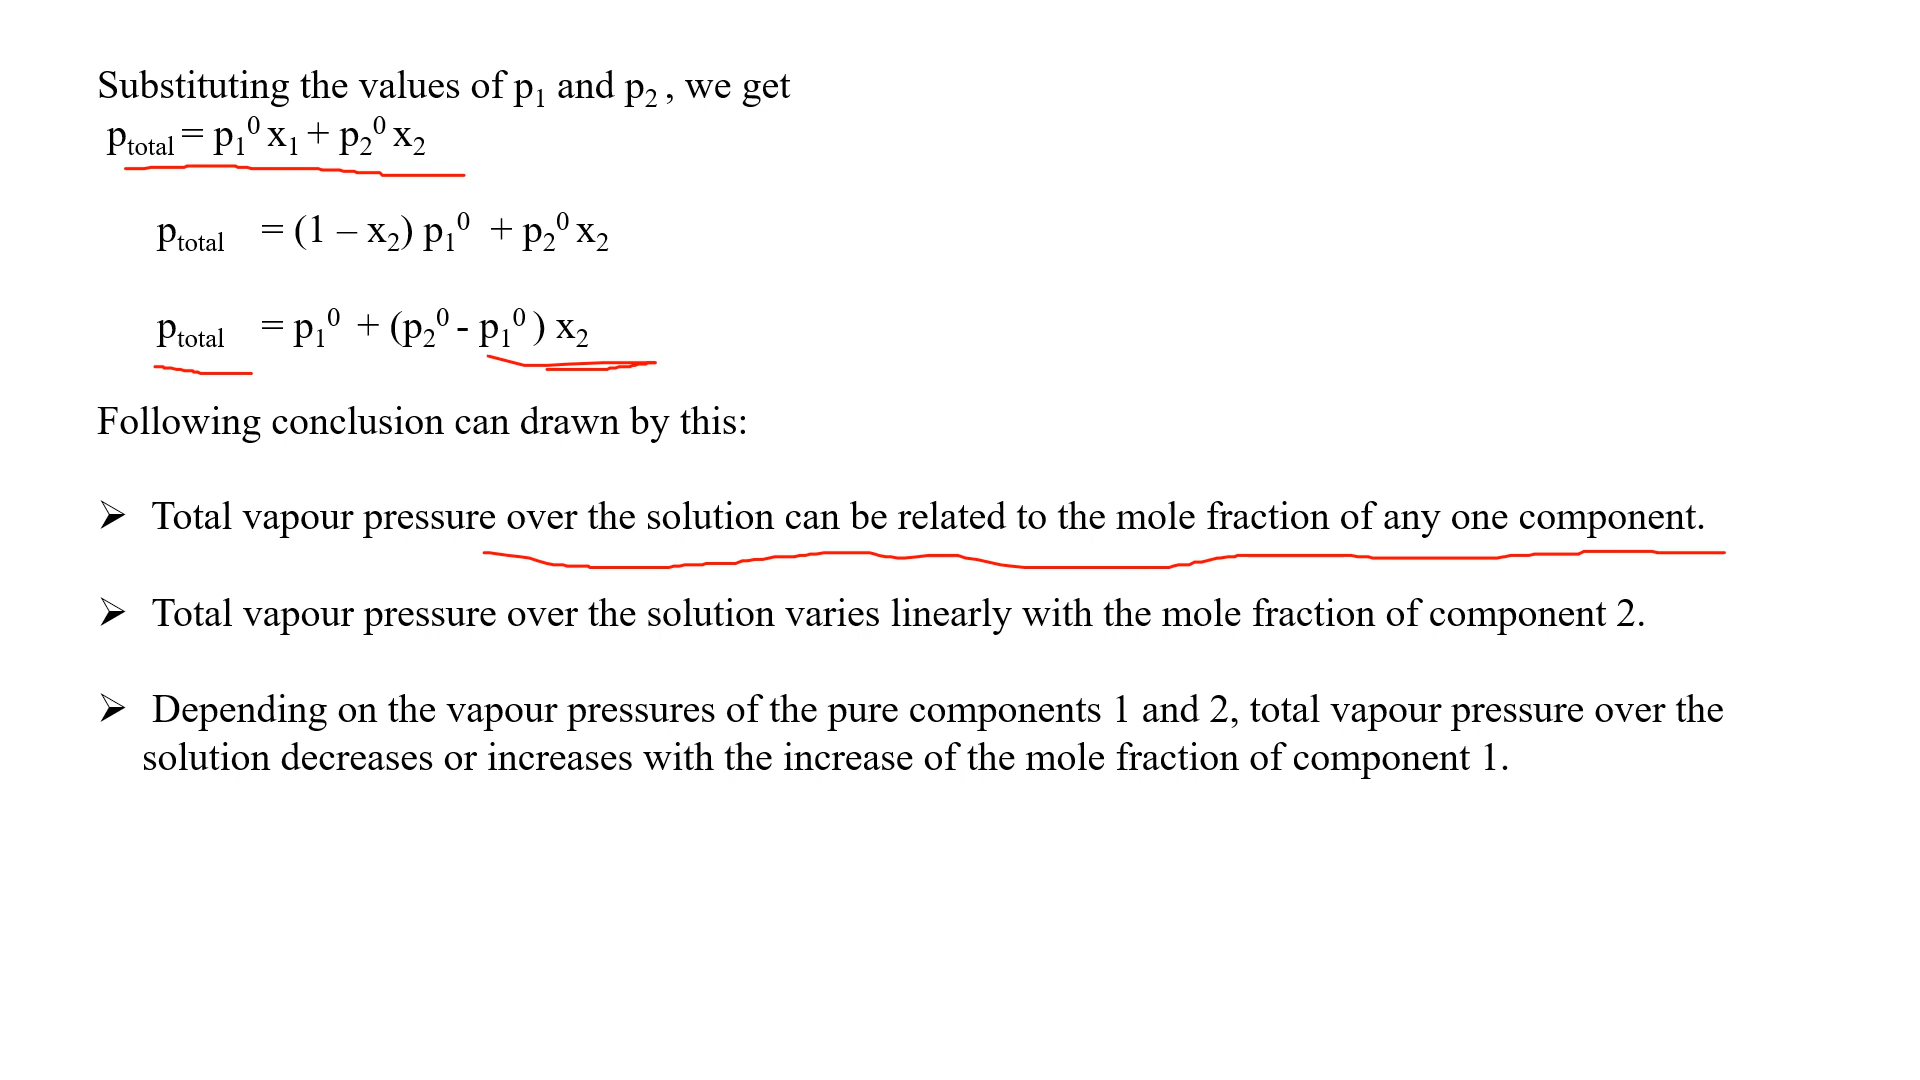 Substituting the values of p₁ and p₂ , we get
pₜₒₜₐₗ = p₁⁰ x₁ + p₂⁰ x₂
pₜₒₜₐₗ = (1 – x₂) p₁⁰ + p₂⁰ x₂
pₜₒₜₐₗ = p₁⁰ + (p₂⁰ - p₁⁰ ) x₂
Following conclusion can drawn by this:
➢ Total vapour pressure over the solution can be related to the mole fraction of any one component.
➢ Total vapour pressure over the solution varies linearly with the mole fraction of component 2.
➢ Depending on the vapour pressures of the pure components 1 and 2, total vapour pressure over the
solution decreases or increases with the increase of the mole fraction of component 1.